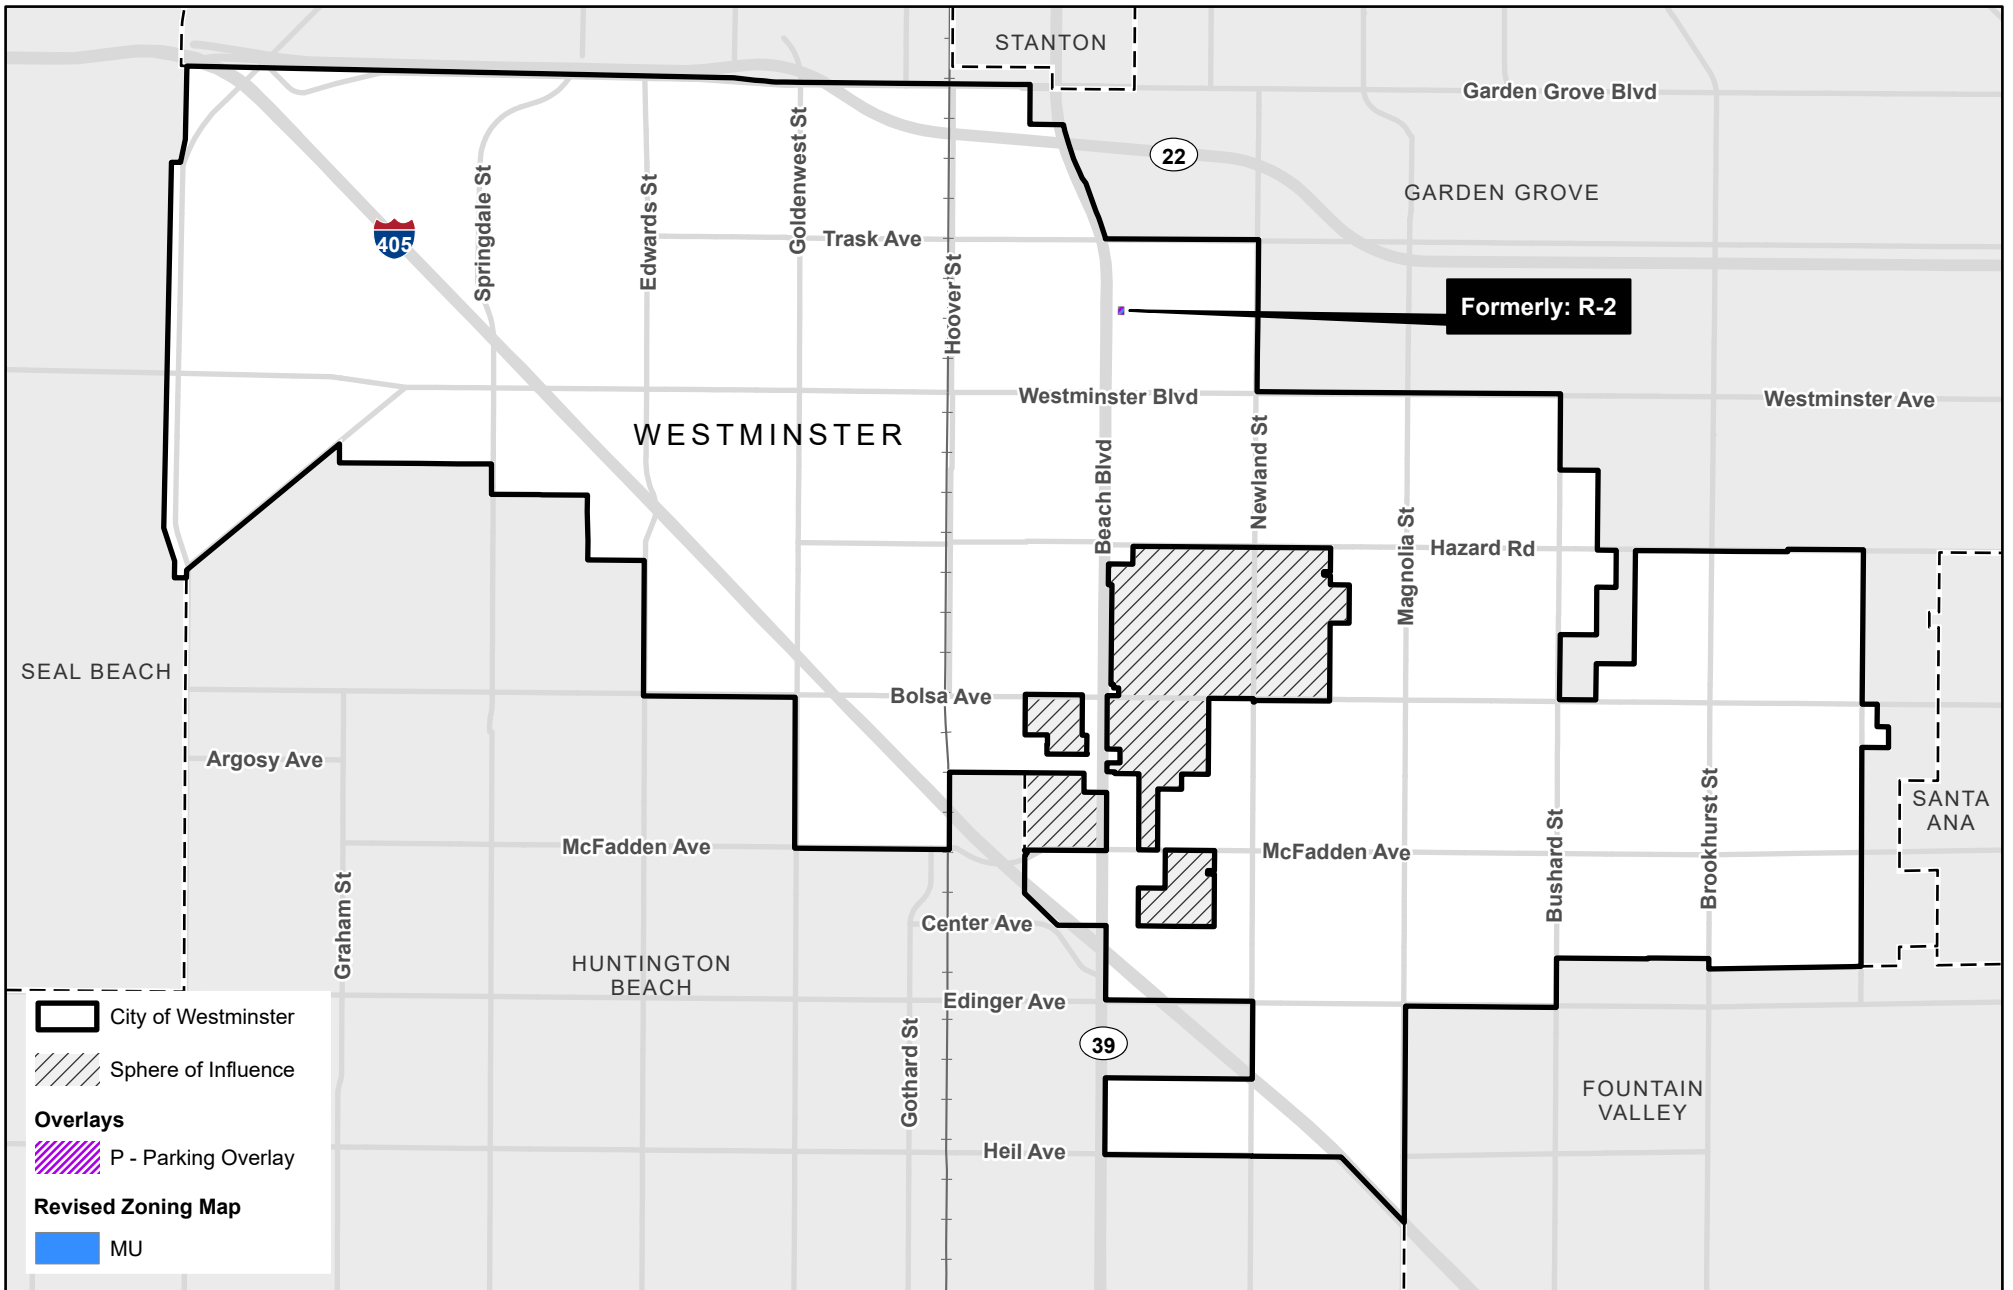 STANTON
Garden Grove Blvd
22
GARDEN GROVE
Springdale St
Edwards St
Goldenwest St
Trask Ave
405
Hoover St
Formerly: R-2
Westminster Blvd
Westminster Ave
WESTMINSTER
Beach Blvd
Newland St
Magnolia St
Hazard Rd
SEAL BEACH
Bolsa Ave
Argosy Ave
SANTA
ANA
McFadden Ave
McFadden Ave
Bushard St
Brookhurst St
Graham St
Center Ave
HUNTINGTON
BEACH
Edinger Ave
39
Gothard St
FOUNTAIN
VALLEY
Heil Ave
City of Westminster
Sphere of Influence
Overlays
P - Parking Overlay
Revised Zoning Map
MU